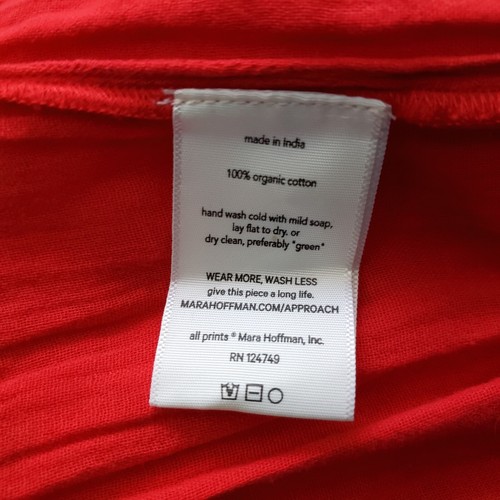 made in India
100% organic cotton
hand wash cold with mild soap,
lay flat to dry. or
dry clean, preferably "green"
WEAR MORE, WASH LESS
give this piece a long life.
MARAHOFFMAN.COM/APPROACH
all prints © Mara Hoffman, Inc.
RN 124749